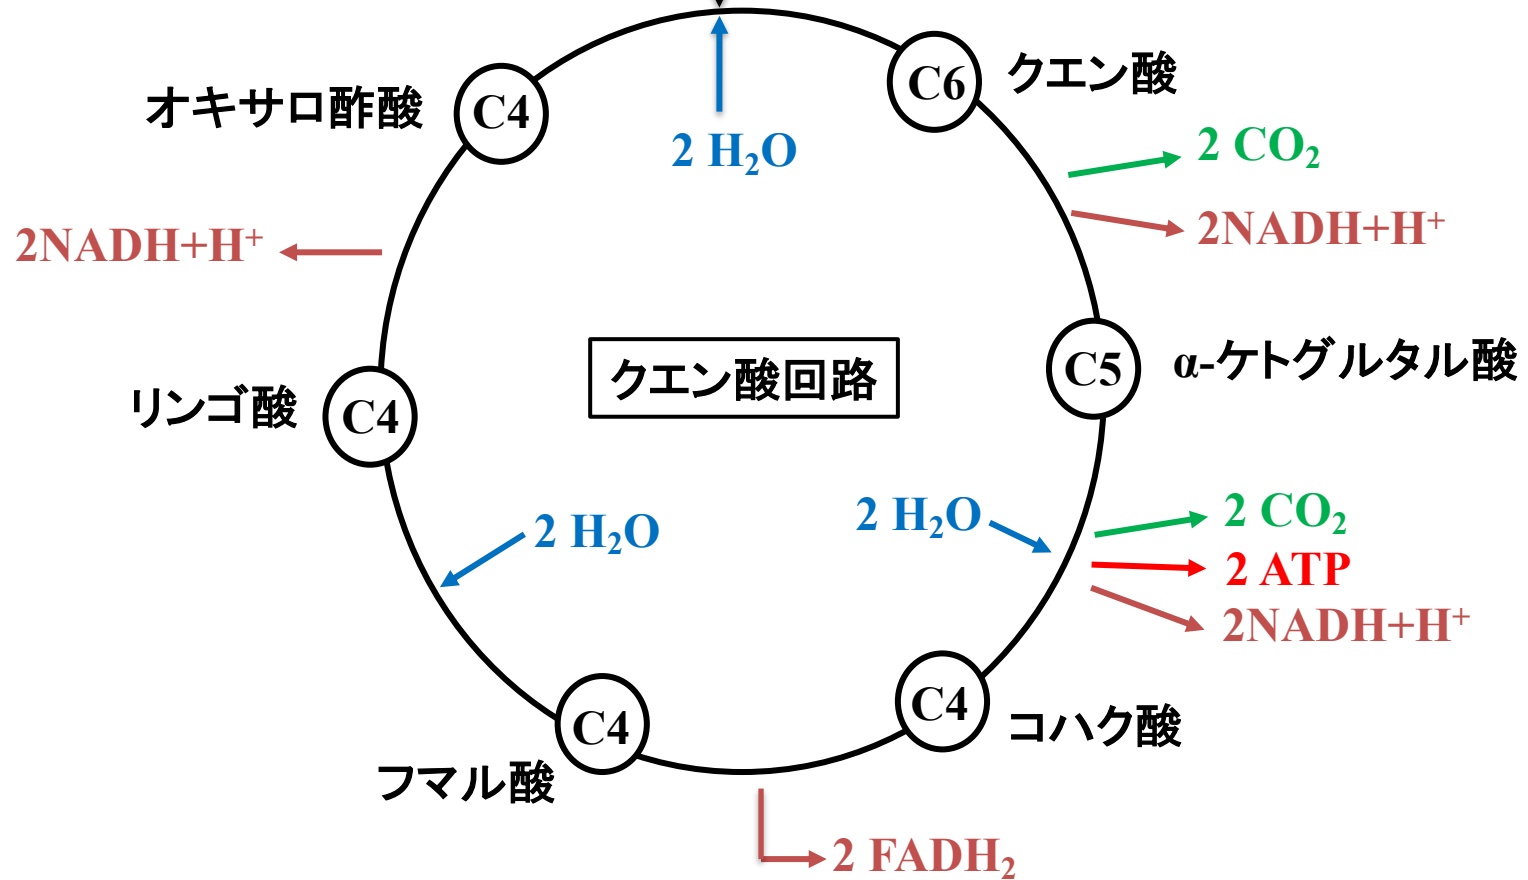 C6
クエン酸
オキサロ酢酸
C4
2 H₂O
2 CO₂
2NADH+H⁺
2NADH+H⁺
クエン酸回路
C5
α-ケトグルタル酸
リンゴ酸
C4
2 H₂O
2 H₂O
2 CO₂
2 ATP
2NADH+H⁺
C4
コハク酸
C4
フマル酸
2 FADH₂